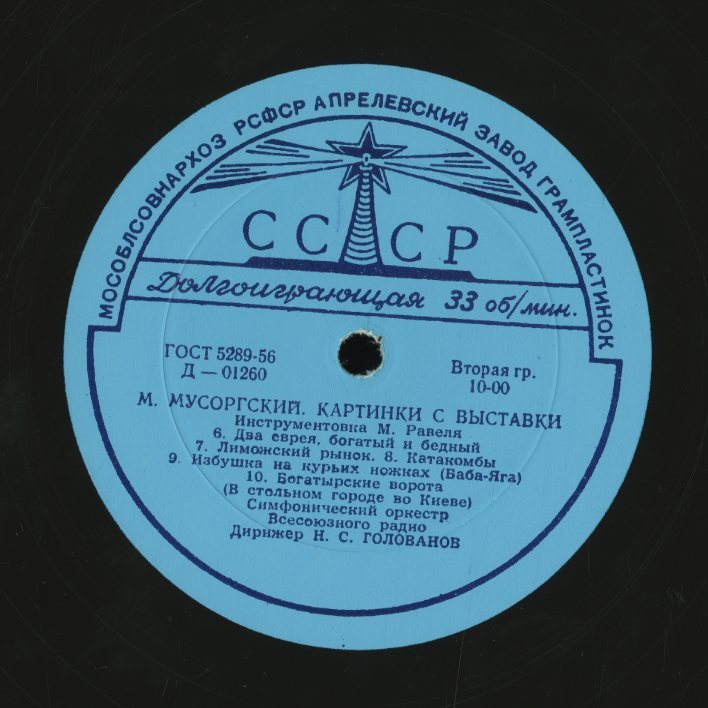 МОСОБЛСОВНАРХОЗ РСФСР АПРЕЛЕВСКИЙ ЗАВОД ГРАМПЛАСТИНОК
СССР
Долгоиграющая 33 об/мин.
ГОСТ 5289-56
Д — 01260
Вторая гр.
10-00
М. МУСОРГСКИЙ. КАРТИНКИ С ВЫСТАВКИ
Инструментовка М. Равеля
6. Два еврея, богатый и бедный
7. Лиможский рынок. 8. Катакомбы
9. Избушка на курьих ножках (Баба-Яга)
10. Богатырские ворота
(В стольном городе во Киеве)
Симфонический оркестр
Всесоюзного радио
Дирижер Н. С. ГОЛОВАНОВ